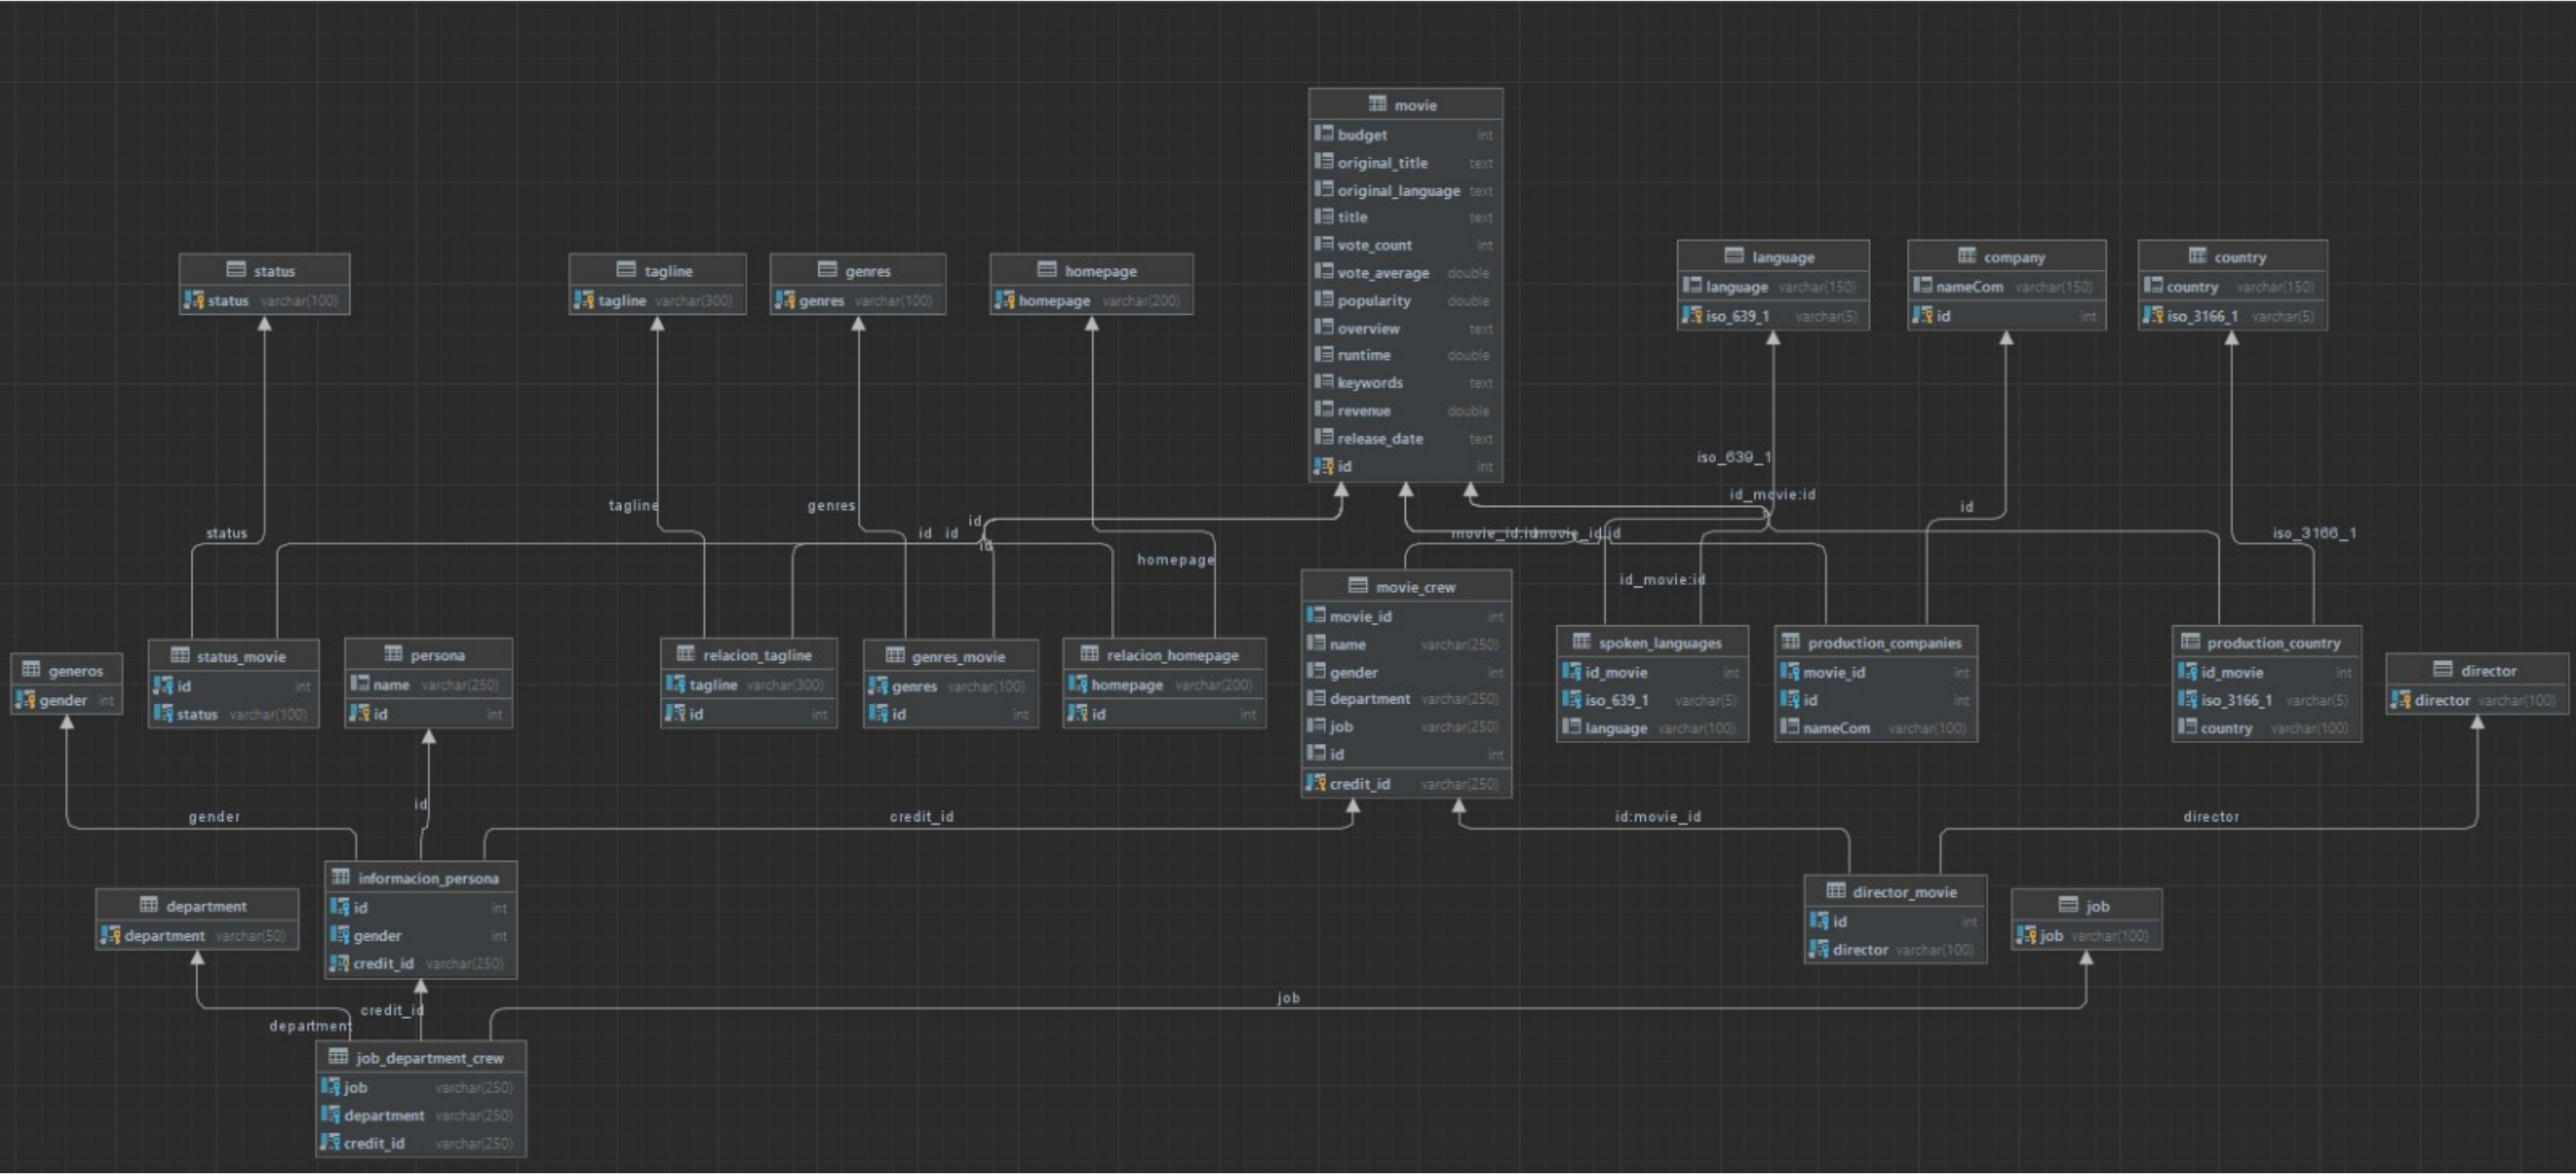 movie
budget int
original_title text
original_language text
title text
vote_count int
vote_average double
popularity double
overview text
runtime double
keywords text
revenue double
release_date text
id int
status
status varchar(100)
tagline
tagline varchar(300)
genres
genres varchar(100)
homepage
homepage varchar(200)
language
language varchar(150)
iso_639_1 varchar(5)
company
nameCom varchar(150)
id int
country
country varchar(150)
iso_3166_1 varchar(5)
iso_639_1
id_movie:id
tagline
genres
id
id
status
id id
id
homepage
movie_id:id
movie_id:id
iso_3166_1
id_movie:id
generos
gender int
status_movie
id int
status varchar(100)
persona
name varchar(250)
id int
relacion_tagline
tagline varchar(300)
id int
genres_movie
genres varchar(100)
id int
relacion_homepage
homepage varchar(200)
id int
movie_crew
movie_id int
name varchar(250)
gender int
department varchar(250)
job varchar(250)
id int
credit_id varchar(250)
spoken_languages
id_movie int
iso_639_1 varchar(5)
language varchar(100)
production_companies
movie_id int
id int
nameCom varchar(100)
production_country
id_movie int
iso_3166_1 varchar(5)
country varchar(100)
director
director varchar(100)
gender
id
credit_id
id:movie_id
director
department
department varchar(50)
informacion_persona
id int
gender int
credit_id varchar(250)
director_movie
id int
director varchar(100)
job
job varchar(100)
department
credit_id
job
job_department_crew
job varchar(250)
department varchar(250)
credit_id varchar(250)